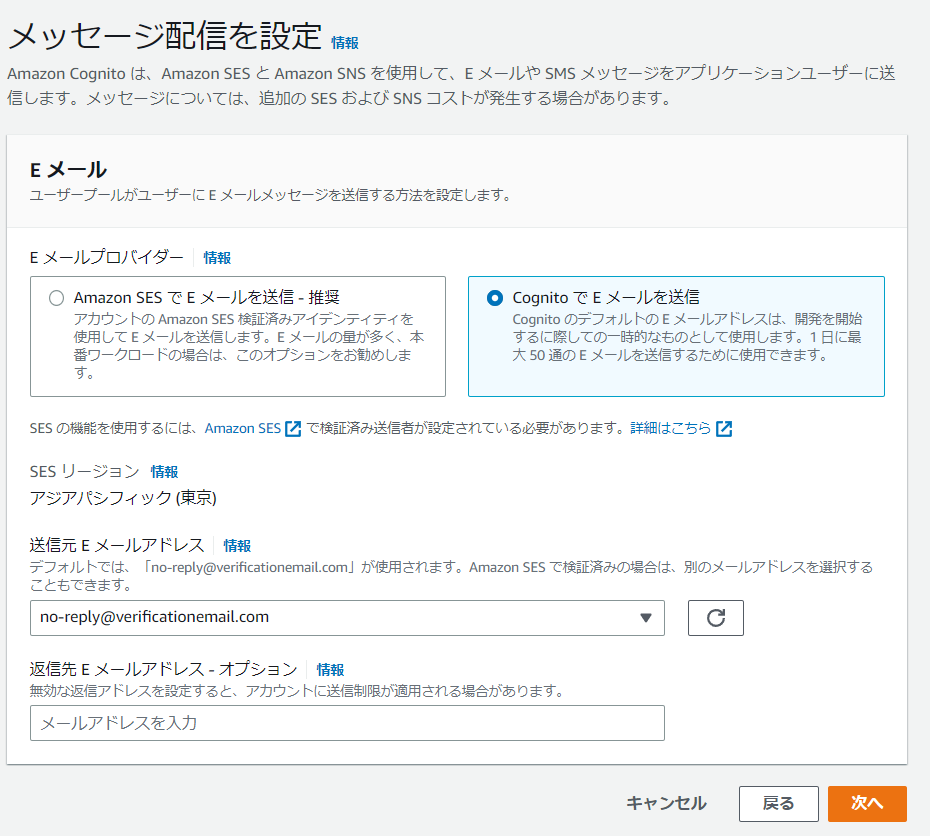 メッセージ配信を設定 情報
Amazon Cognito は、Amazon SES と Amazon SNS を使用して、E メールや SMS メッセージをアプリケーションユーザーに送
信します。メッセージについては、追加の SES および SNS コストが発生する場合があります。
E メール
ユーザープールがユーザーに E メールメッセージを送信する方法を設定します。
E メールプロバイダー 情報
Amazon SES で E メールを送信 - 推奨
アカウントの Amazon SES 検証済みアイデンティティを
使用して E メールを送信します。E メールの量が多く、本
番ワークロードの場合は、このオプションをお勧めしま
す。
Cognito で E メールを送信
Cognito のデフォルトの E メールアドレスは、開発を開始
するに際しての一時的なものとして使用します。1 日に最
大 50 通の E メールを送信するために使用できます。
SES の機能を使用するには、Amazon SES で検証済み送信者が設定されている必要があります。詳細はこちら
SES リージョン 情報
アジアパシフィック (東京)
送信元 E メールアドレス 情報
デフォルトでは、「no-reply@verificationemail.com」が使用されます。Amazon SES で検証済みの場合は、別のメールアドレスを選択する
こともできます。
no-reply@verificationemail.com
返信先 E メールアドレス - オプション 情報
無効な返信アドレスを設定すると、アカウントに送信制限が適用される場合があります。
メールアドレスを入力
キャンセル 戻る 次へ